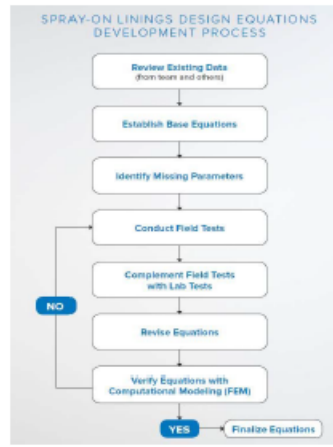 SPRAY-ON LININGS DESIGN EQUATIONS
DEVELOPMENT PROCESS
Review Existing Data
(from team and others)
Establish Base Equations
Identify Missing Parameters
Conduct Field Tests
Complement Field Tests
with Lab Tests
NO
Revise Equations
Verify Equations with
Computational Modeling (FEM)
YES
Finalize Equations